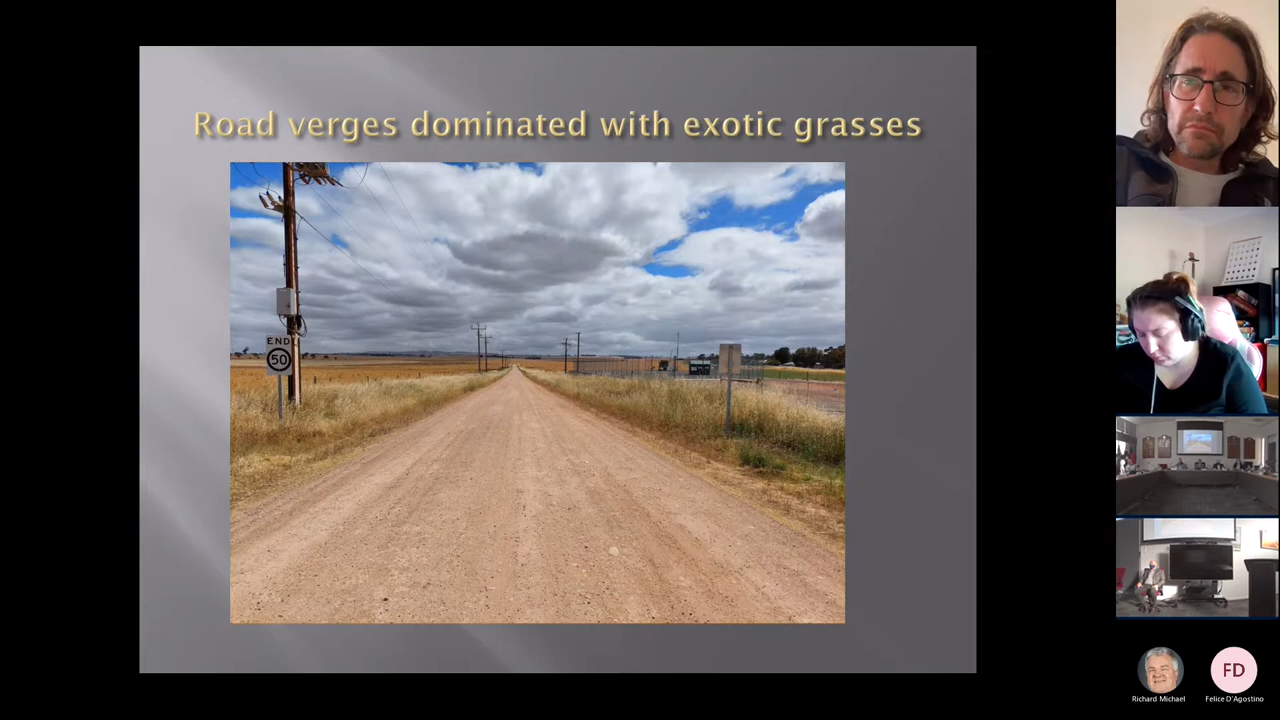 Road verges dominated with exotic grasses
END
50
FD
Richard Michael
Felice D'Agostino